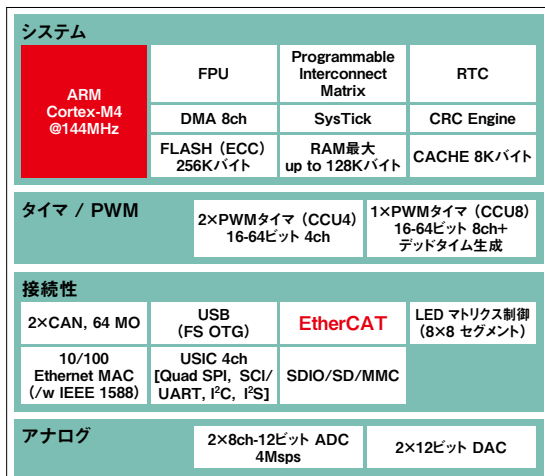 システム
ARM
Cortex-M4
@144MHz
FPU
Programmable
Interconnect
Matrix
RTC
DMA 8ch
SysTick
CRC Engine
FLASH (ECC)
256Kバイト
RAM最大
up to 128Kバイト
CACHE 8Kバイト
タイマ / PWM
2×PWMタイマ (CCU4)
16-64ビット 4ch
1×PWMタイマ (CCU8)
16-64ビット 8ch+
デッドタイム生成
接続性
2×CAN, 64 MO
USB
(FS OTG)
EtherCAT
LED マトリクス制御
(8×8 セグメント)
10/100
Ethernet MAC
(/w IEEE 1588)
USIC 4ch
[Quad SPI, SCI/
UART, I²C, I²S]
SDIO/SD/MMC
アナログ
2×8ch-12ビット ADC
4Msps
2×12ビット DAC